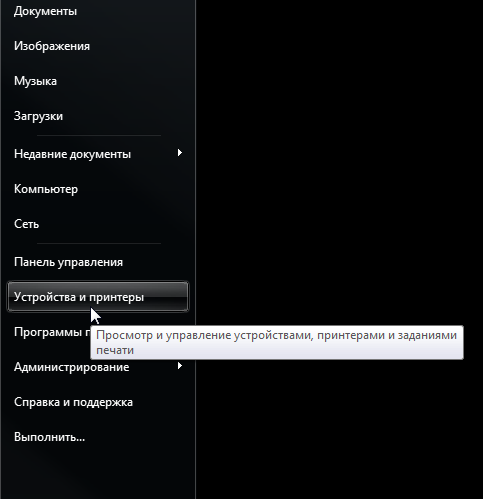 Документы
Изображения
Музыка
Загрузки
Недавние документы
Компьютер
Сеть
Панель управления
Устройства и принтеры
Программы
Просмотр и управление устройствами, принтерами и заданиями
печати
Администрирование
Справка и поддержка
Выполнить...